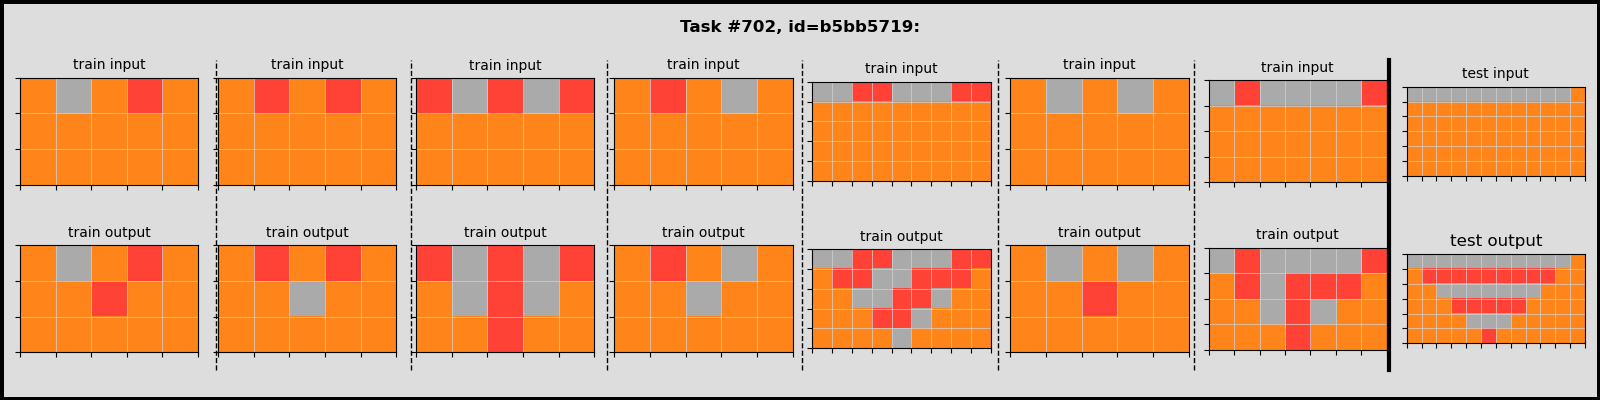 Task #702, id=b5bb5719:
train input train input train input train input train input train input train input test input
train output train output train output train output train output train output train output test output